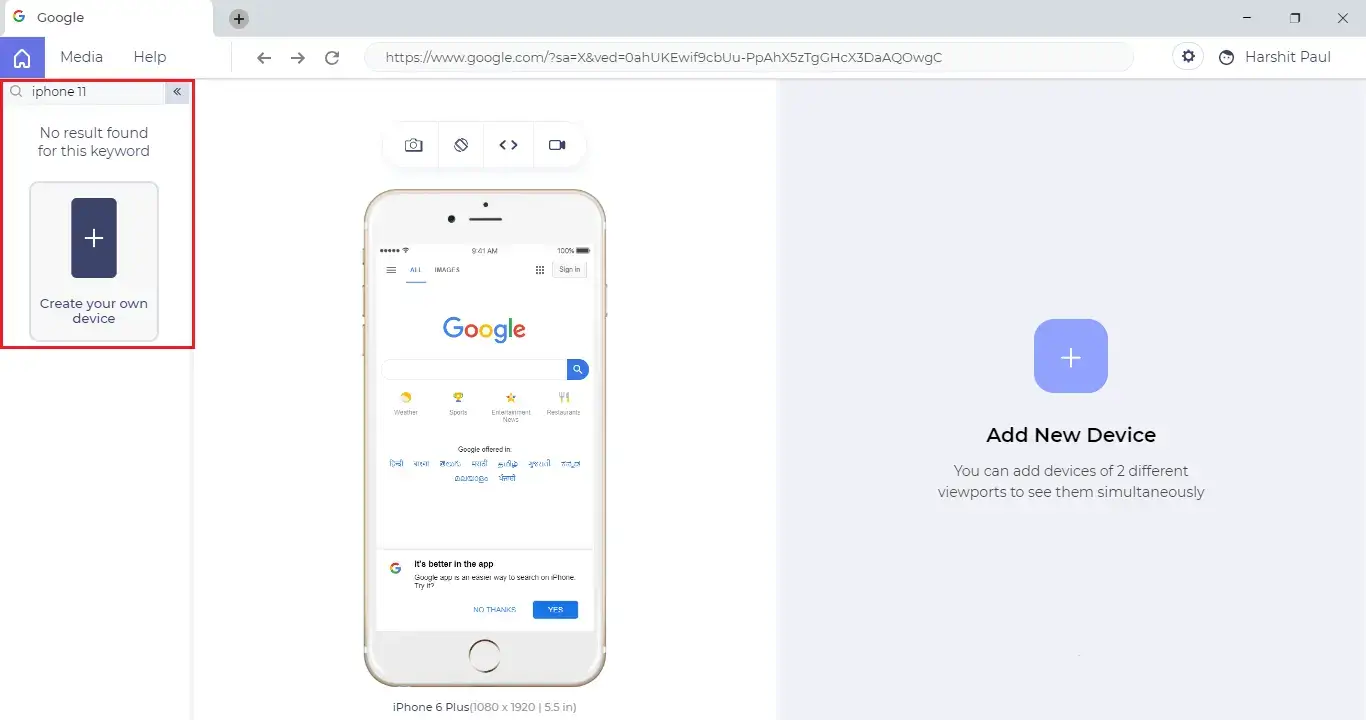 Google
Media
Help
https://www.google.com/?sa=X&ved=0ahUKEwif9cbUu-PpAhX5zTgGHcX3DaAQOwgC
Harshit Paul
iphone 11
No result found
for this keyword
Create your own
device
9:41 AM
100%
ALL
IMAGES
Sign in
Google
Weather
Sports
Entertainment
News
Restaurants
Google offered in:
हिन्दी বাংলা తెలుగు मराठी தமிழ் ગુજરાતી ಕನ್ನಡ
മലയാളം ਪੰਜਾਬੀ
It's better in the app
Google app is an easier way to search on iPhone.
Try it?
NO THANKS
YES
iPhone 6 Plus(1080 x 1920 | 5.5 in)
Add New Device
You can add devices of 2 different
viewports to see them simultaneously